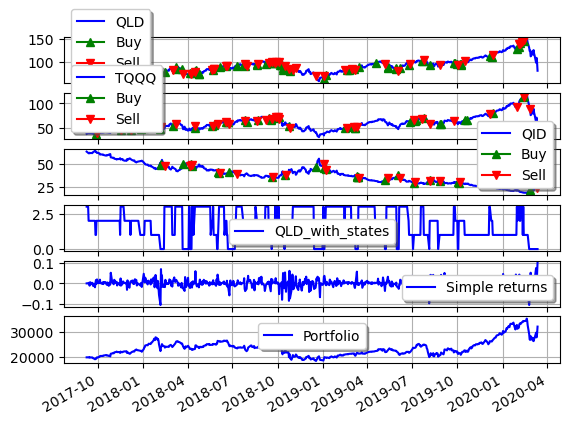 QLD
Buy
Sell
150
100
TQQQ
Buy
Sell
100
50
QID
Buy
Sell
50
25
2.5
0.0
QLD_with_states
0.1
0.0
−0.1
Simple returns
30000
20000
Portfolio
2017-10
2018-01
2018-04
2018-07
2018-10
2019-01
2019-04
2019-07
2019-10
2020-01
2020-04